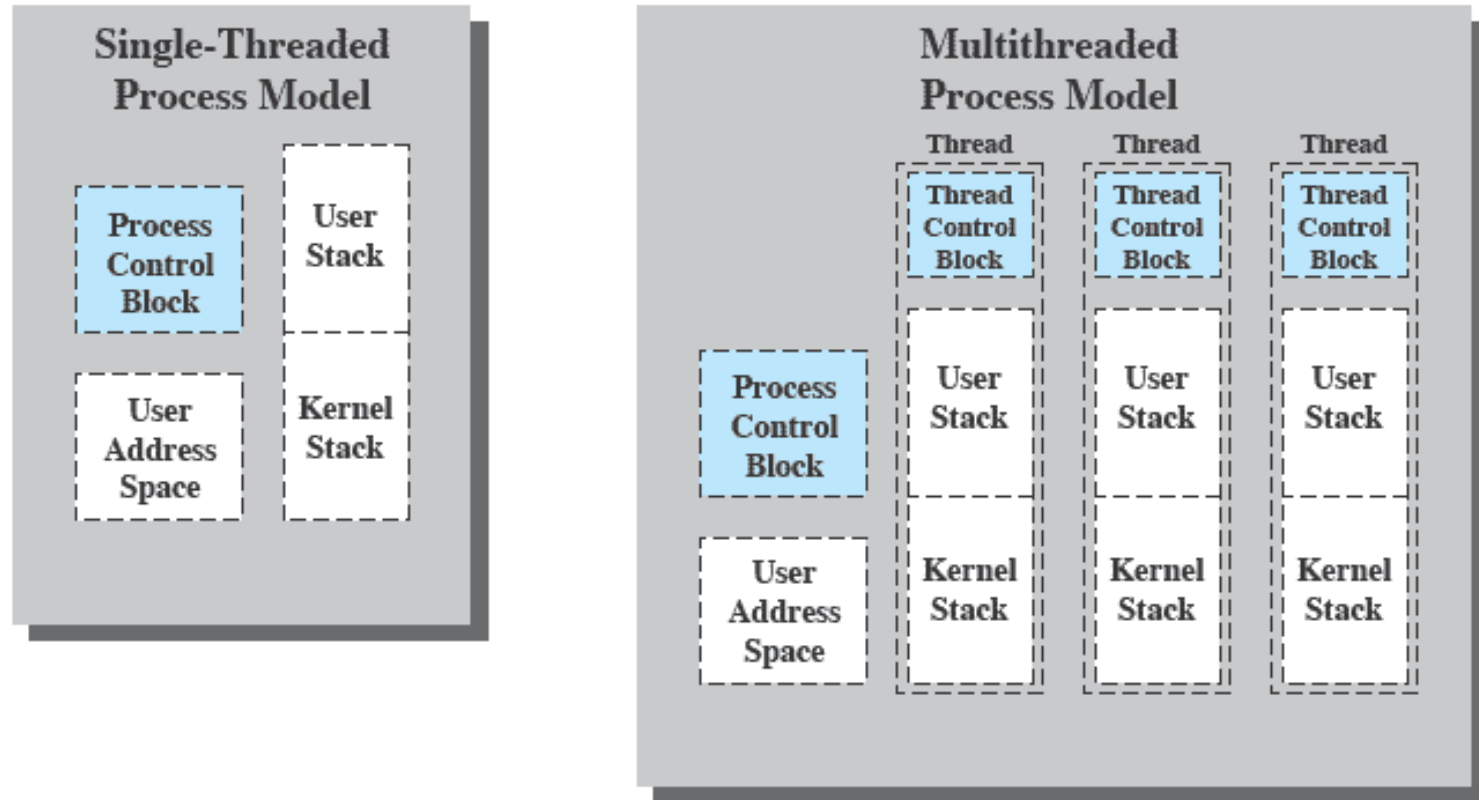 Single-Threaded
Process Model
Process
Control
Block
User
Stack
User
Address
Space
Kernel
Stack
Multithreaded
Process Model
Process
Control
Block
User
Address
Space
Thread
Thread
Control
Block
User
Stack
Kernel
Stack
Thread
Thread
Control
Block
User
Stack
Kernel
Stack
Thread
Thread
Control
Block
User
Stack
Kernel
Stack